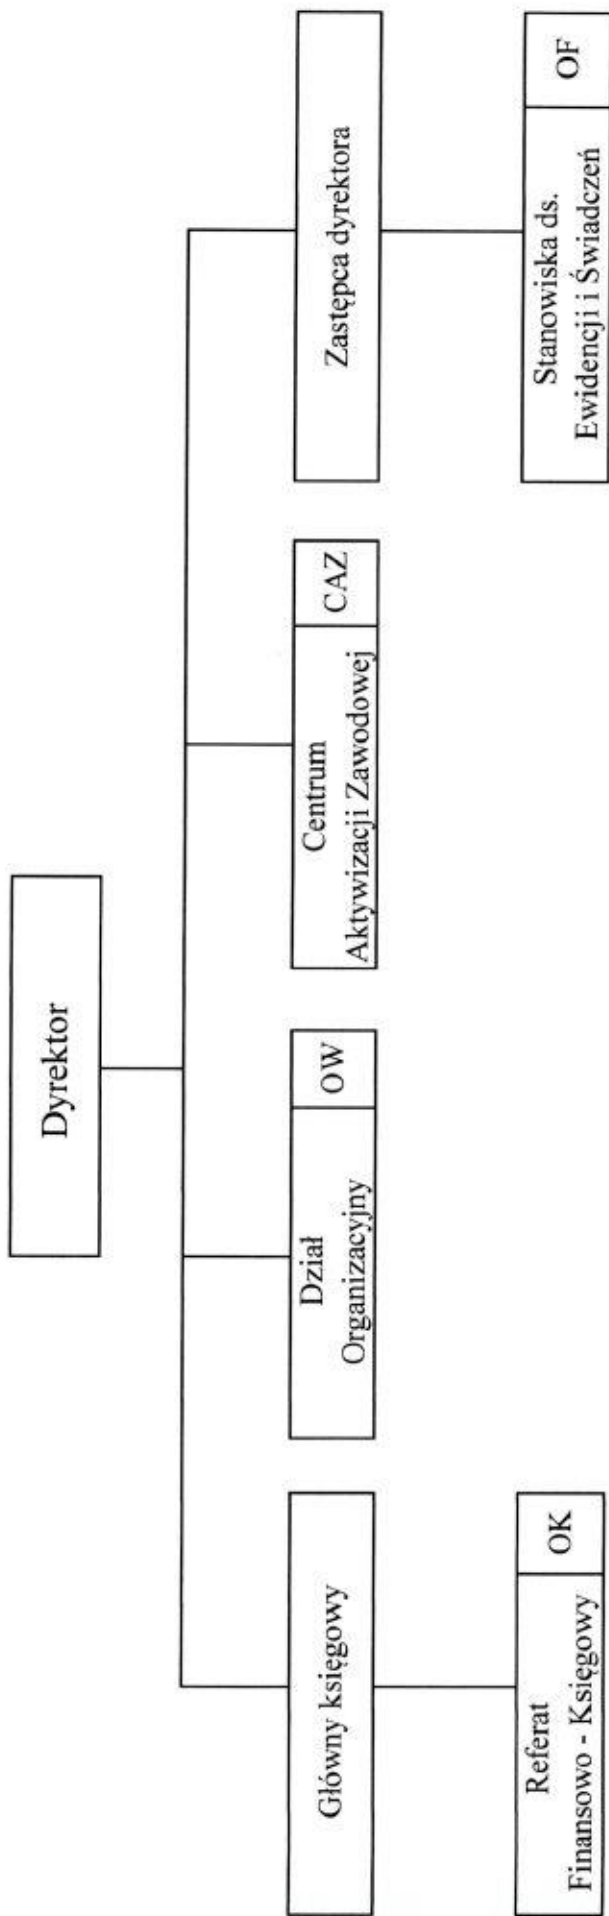 Dyrektor
Główny księgowy
Dział
Organizacyjny
OW
Centrum
Aktywizacji Zawodowej
CAZ
Zastępca dyrektora
Referat
Finansowo - Księgowy
OK
Stanowiska ds.
Ewidencji i Świadczeń
OF